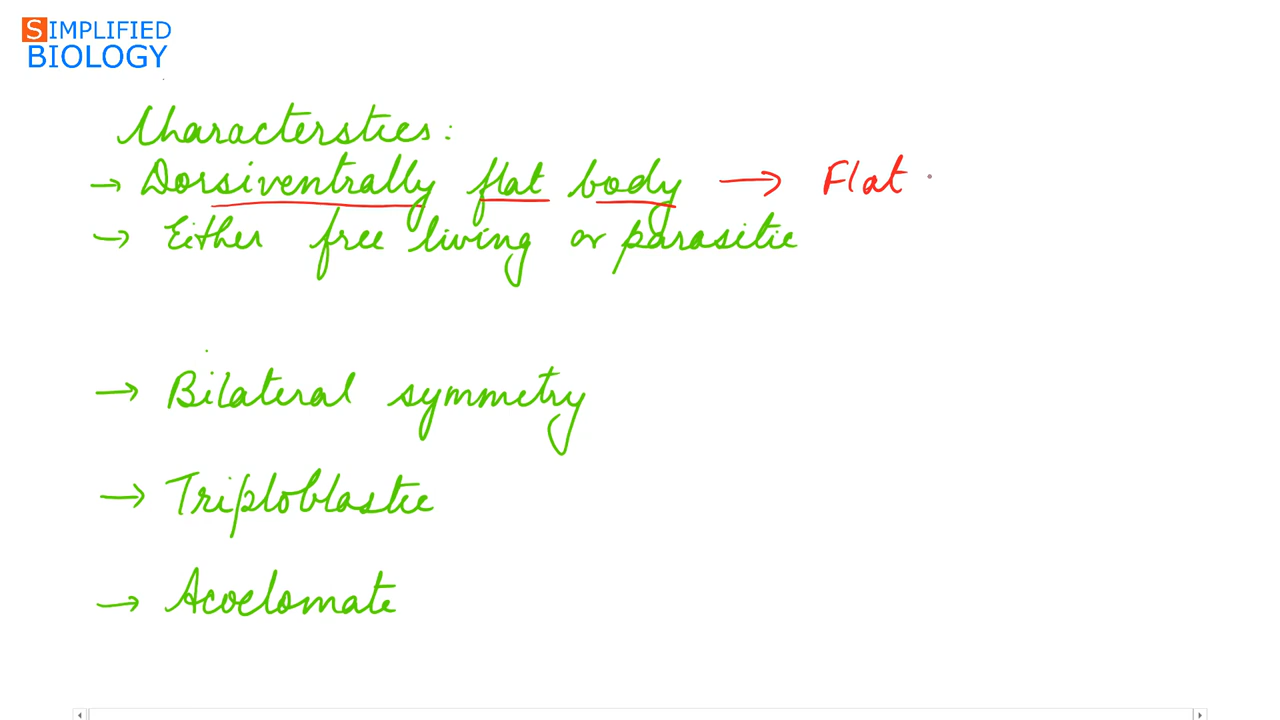 SIMPLIFIED
BIOLOGY
Characterstics:
→ Dorsiventrally flat body → Flat
→ Either free living or parasitic
→ Bilateral symmetry
→ Triploblastic
→ Acoelomate